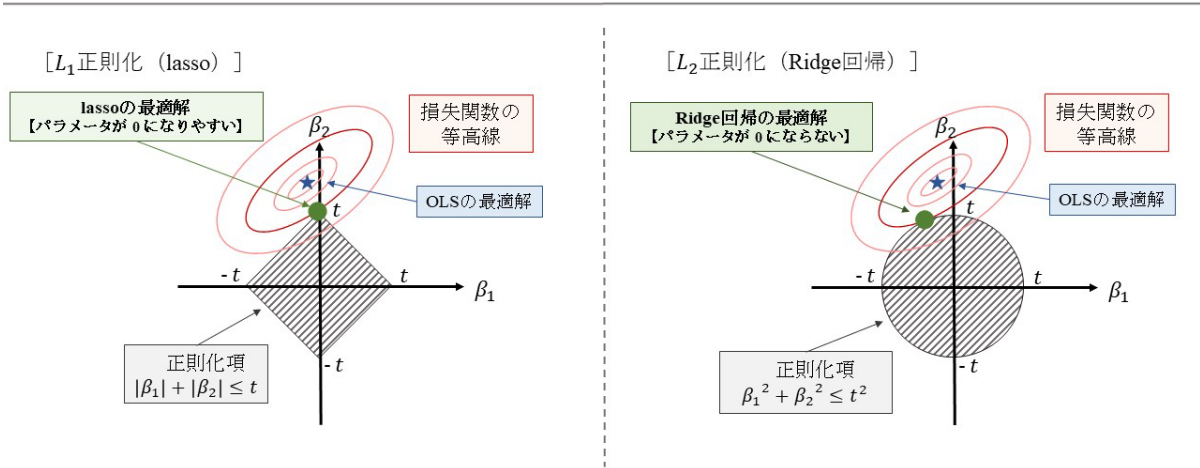 [L₁正則化（lasso）]
lassoの最適解
【パラメータが 0 になりやすい】
損失関数の
等高線
β₂
OLSの最適解
t
- t
t
β₁
- t
正則化項
|β₁| + |β₂| ≤ t
[L₂正則化（Ridge回帰）]
Ridge回帰の最適解
【パラメータが 0 にならない】
損失関数の
等高線
β₂
OLSの最適解
t
- t
t
β₁
- t
正則化項
β₁² + β₂² ≤ t²